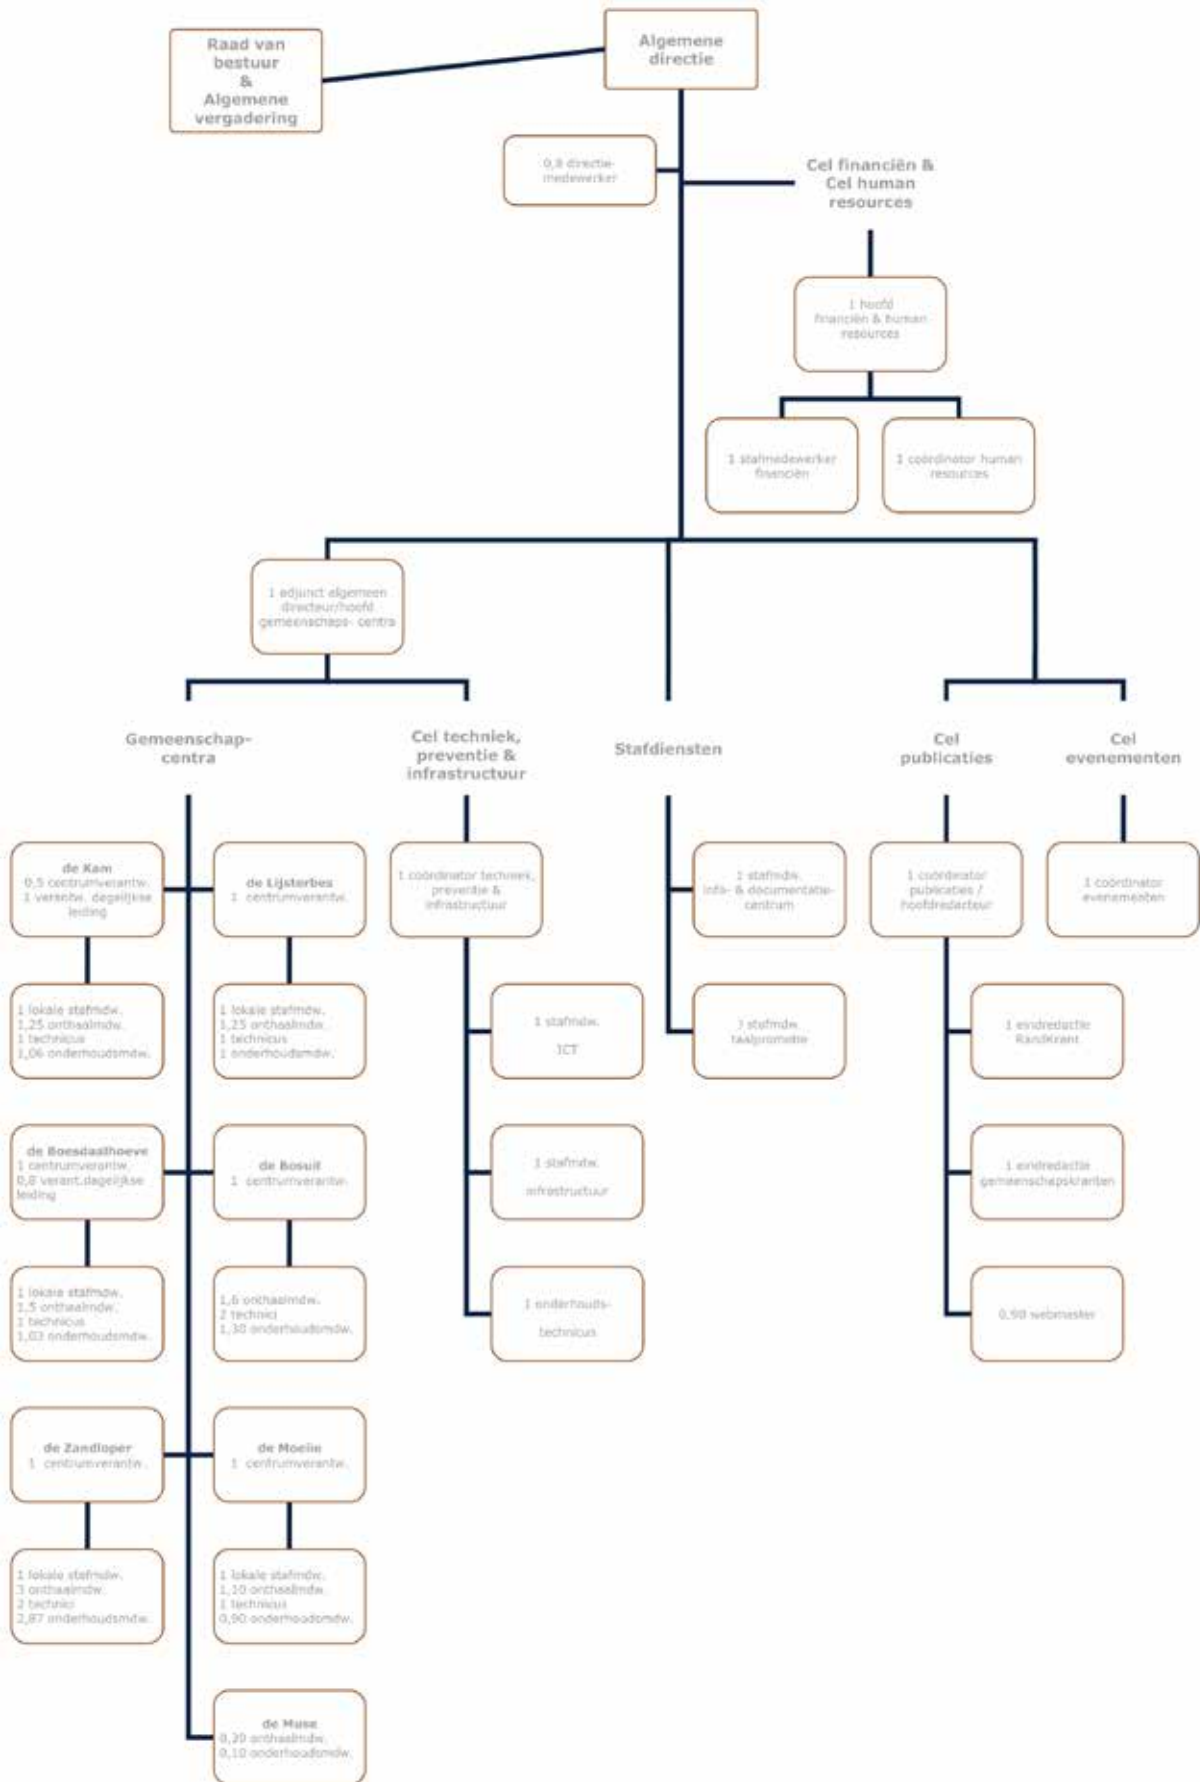 Raad van
bestuur
&
Algemene
vergadering
Algemene
directie
0,8 directie-
medewerker
Cel financiën &
Cel human
resources
1 hoofd
financiën & human
resources
1 stafmedewerker
financiën
1 coördinator human
resources
1 adjunct algemeen
directeur/hoofd
gemeenschaps- centra
Gemeenschap-
centra
Cel techniek,
preventie &
infrastructuur
Stafdiensten
Cel
publicaties
Cel
evenementen
de Kam
0,5 centrumverantw.
1 verantw. dagelijkse
leiding
de Lijsterbes
1 centrumverantw.
1 coördinator techniek,
preventie &
infrastructuur
1 stafmdw.
info- & documentatie-
centrum
1 coördinator
publicaties /
hoofdredacteur
1 coördinator
evenementen
1 lokale stafmdw.
1,25 onthaalmdw.
1 technicus
1,06 onderhoudsmdw.
1 lokale stafmdw.
1,25 onthaalmdw.
1 technicus
1 onderhoudsmdw.
1 stafmdw.
ICT
stafmdw.
taalpromotie
1 eindredactie
RandKrant
de Boesdaalhoeve
1 centrumverantw.
0,8 verant.dagelijkse
leiding
de Bosuil
1 centrumverantw.
1 stafmdw.
infrastructuur
1 eindredactie
gemeenschapskranten
1 lokale stafmdw.
1,5 onthaalmdw.
1 technicus
1,03 onderhoudsmdw.
1,6 onthaalmdw.
2 technici
1,30 onderhoudsmdw.
1 onderhouds-
technicus
0,90 webmaster
de Zandloper
1 centrumverantw.
de Moelie
1 centrumverantw.
1 lokale stafmdw.
3 onthaalmdw.
2 technici
2,87 onderhoudsmdw.
1 lokale stafmdw.
1,10 onthaalmdw.
1 technicus
0,90 onderhoudsmdw.
de Muse
0,20 onthaalmdw.
0,10 onderhoudsmdw.